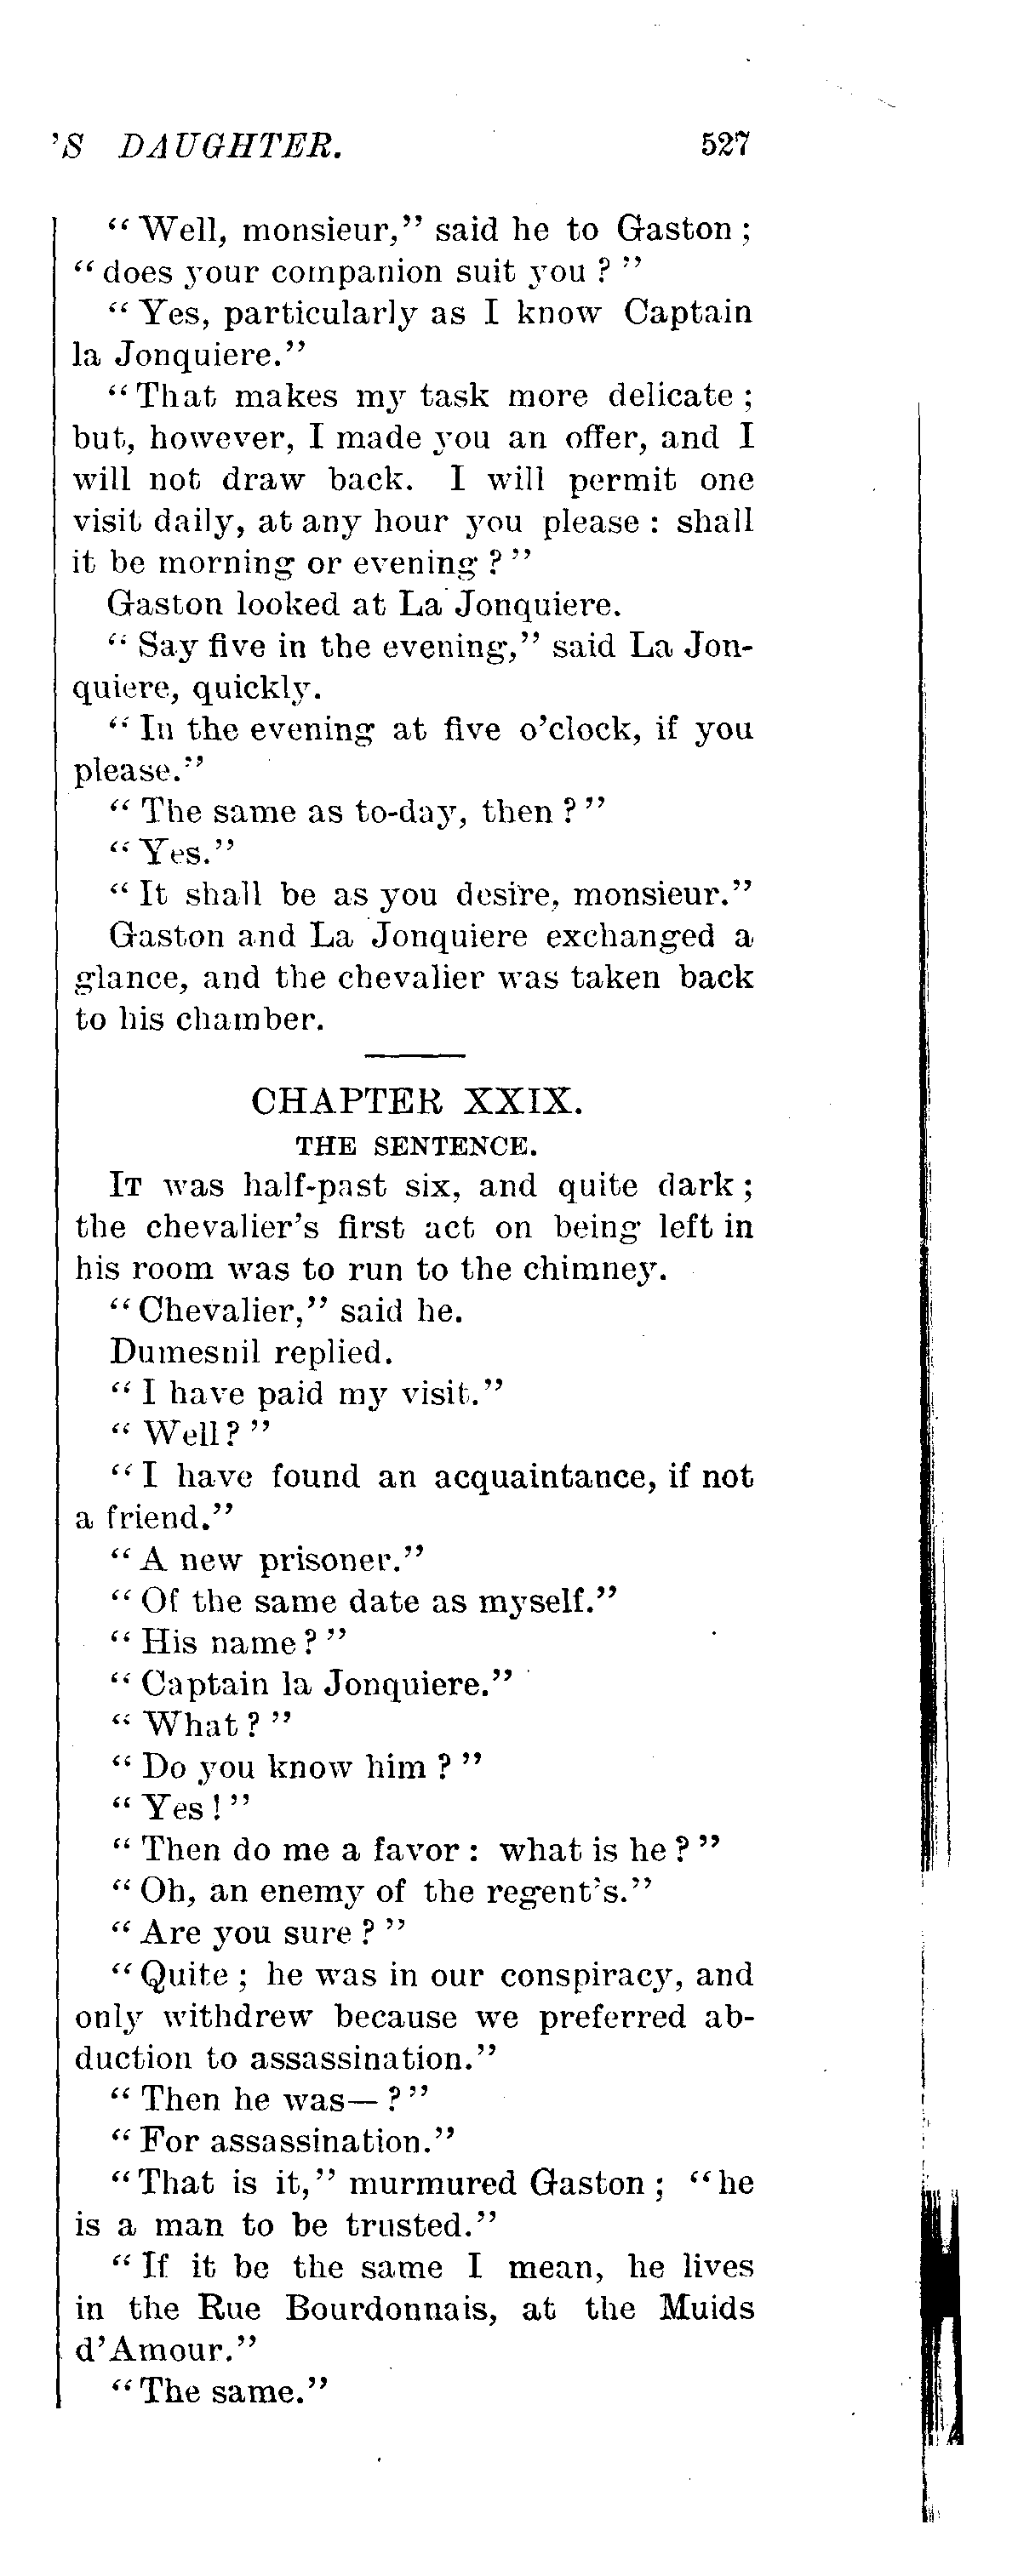 'S DAUGHTER. 527
"Well, monsieur," said he to Gaston;
"does your companion suit you?"
"Yes, particularly as I know Captain
la Jonquiere."
"That makes my task more delicate;
but, however, I made you an offer, and I
will not draw back. I will permit one
visit daily, at any hour you please: shall
it be morning or evening?"
Gaston looked at La Jonquiere.
"Say five in the evening," said La Jon-
quiere, quickly.
"In the evening at five o'clock, if you
please."
"The same as to-day, then?"
"Yes."
"It shall be as you desire, monsieur."
Gaston and La Jonquiere exchanged a
glance, and the chevalier was taken back
to his chamber.
CHAPTER XXIX.
THE SENTENCE.
IT was half-past six, and quite dark;
the chevalier's first act on being left in
his room was to run to the chimney.
"Chevalier," said he.
Dumesnil replied.
"I have paid my visit."
"Well?"
"I have found an acquaintance, if not
a friend."
"A new prisoner."
"Of the same date as myself."
"His name?"
"Captain la Jonquiere."
"What?"
"Do you know him?"
"Yes!"
"Then do me a favor: what is he?"
"Oh, an enemy of the regent's."
"Are you sure?"
"Quite; he was in our conspiracy, and
only withdrew because we preferred ab-
duction to assassination."
"Then he was—?"
"For assassination."
"That is it," murmured Gaston; "he
is a man to be trusted."
"If it be the same I mean, he lives
in the Rue Bourdonnais, at the Muids
d'Amour."
"The same."